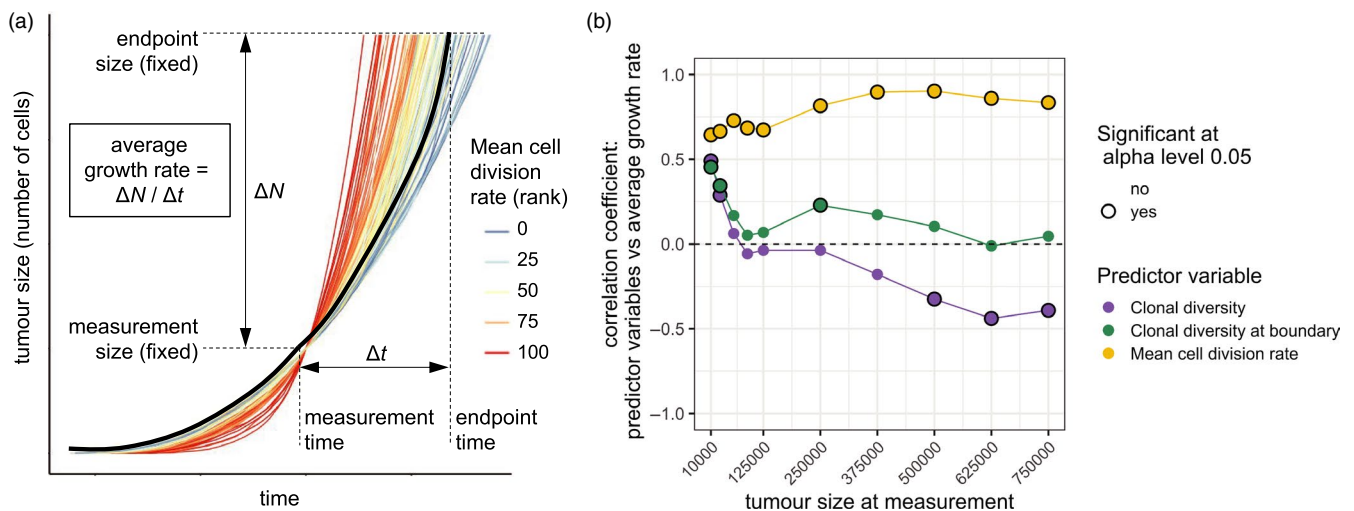 (a)
endpoint
size (fixed)
average
growth rate =
ΔN / Δt
ΔN
measurement
size (fixed)
Δt
measurement
time
endpoint
time
Mean cell
division
rate (rank)
0
25
50
75
100
tumour size (number of cells)
time
(b)
correlation coefficient:
predictor variables vs average growth rate
1.0
0.5
0.0
−0.5
−1.0
10000
125000
250000
375000
500000
625000
750000
tumour size at measurement
Significant at
alpha level 0.05
no
yes
Predictor variable
Clonal diversity
Clonal diversity at boundary
Mean cell division rate